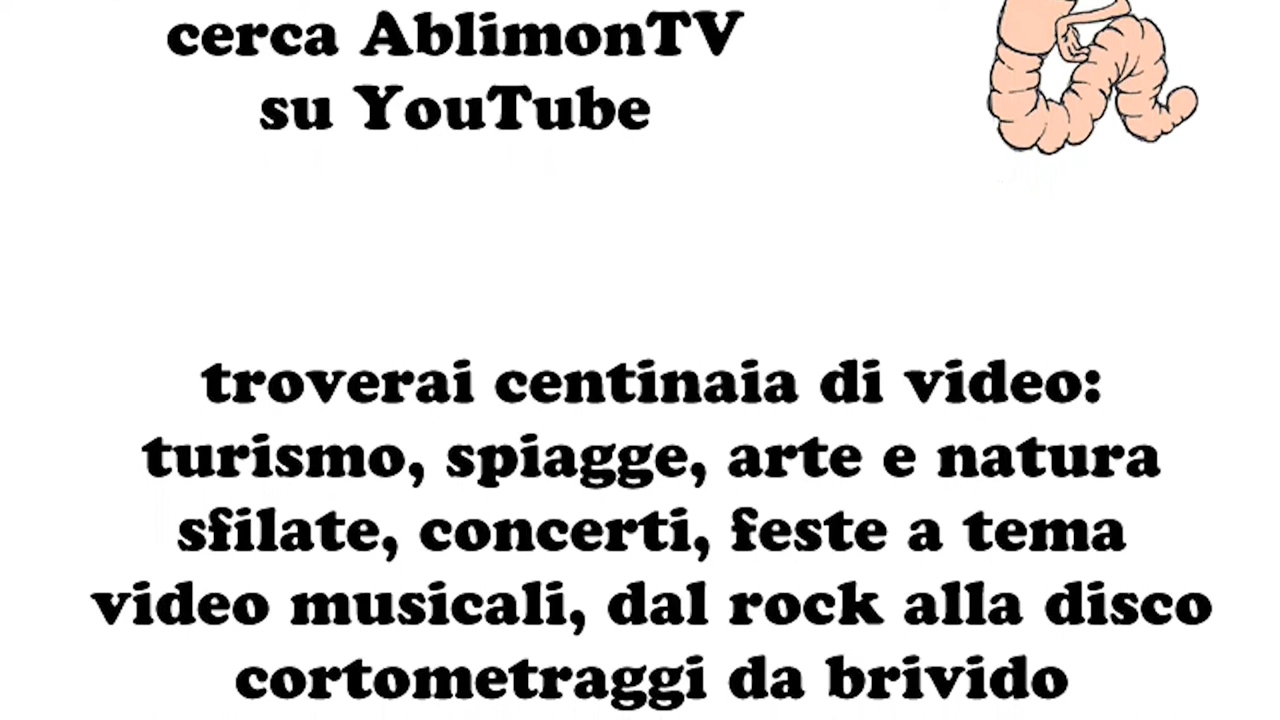 cerca AblimonTV
su YouTube
troverai centinaia di video:
turismo, spiagge, arte e natura
sfilate, concerti, feste a tema
video musicali, dal rock alla disco
cortometraggi da brivido